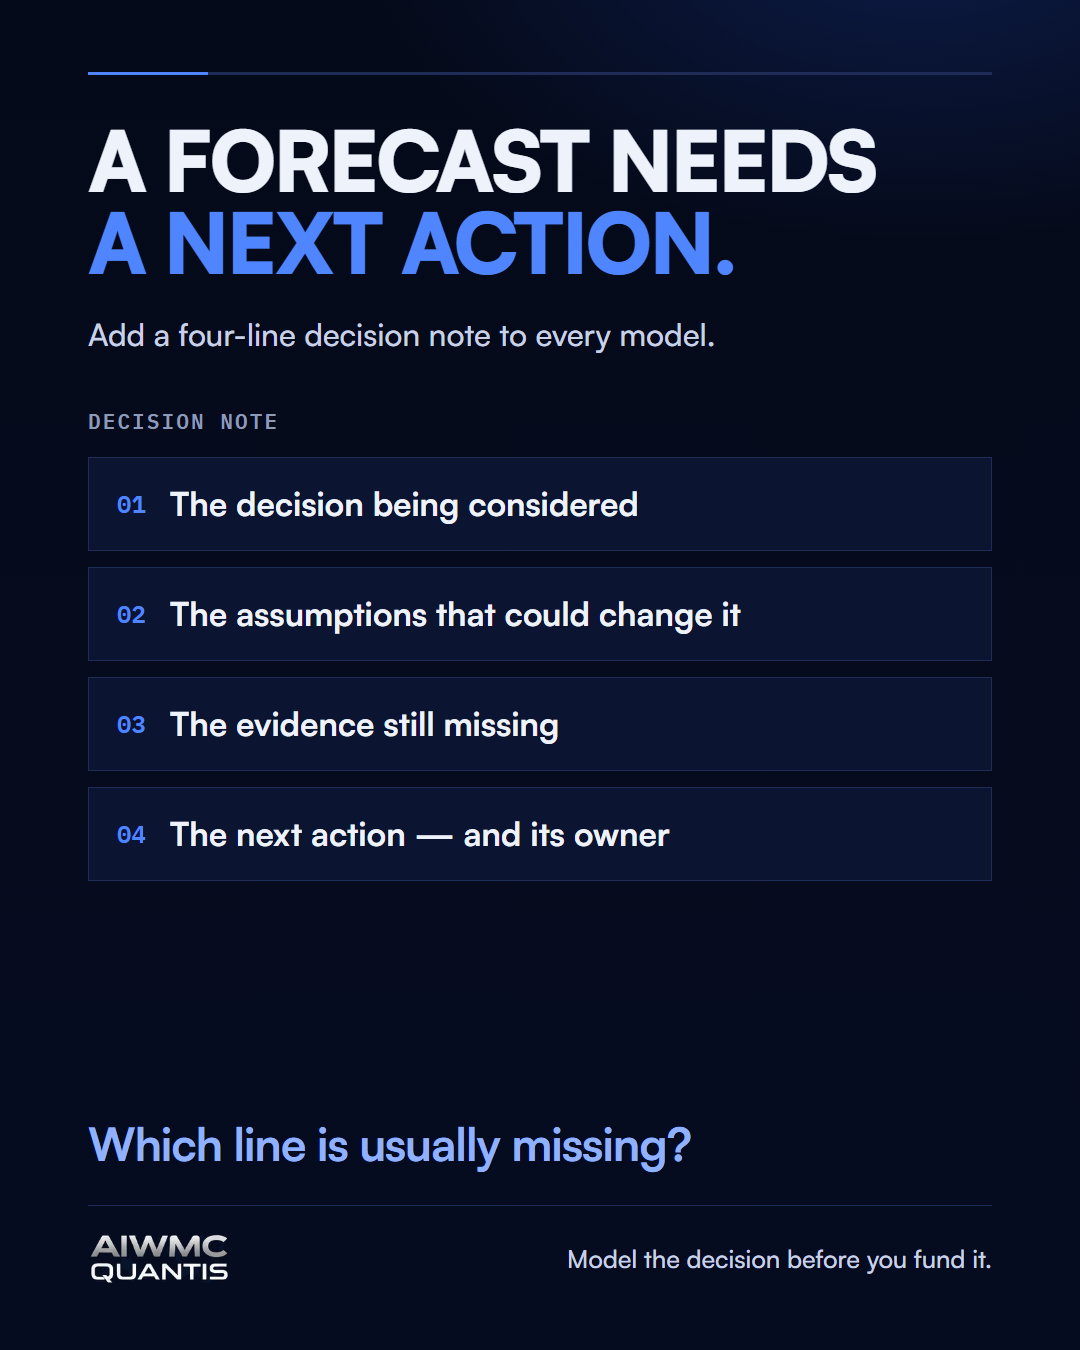 A FORECAST NEEDS
A NEXT ACTION.
Add a four-line decision note to every model.
DECISION NOTE
01 The decision being considered
02 The assumptions that could change it
03 The evidence still missing
04 The next action — and its owner
Which line is usually missing?
AIWMC
QUANTIS
Model the decision before you fund it.